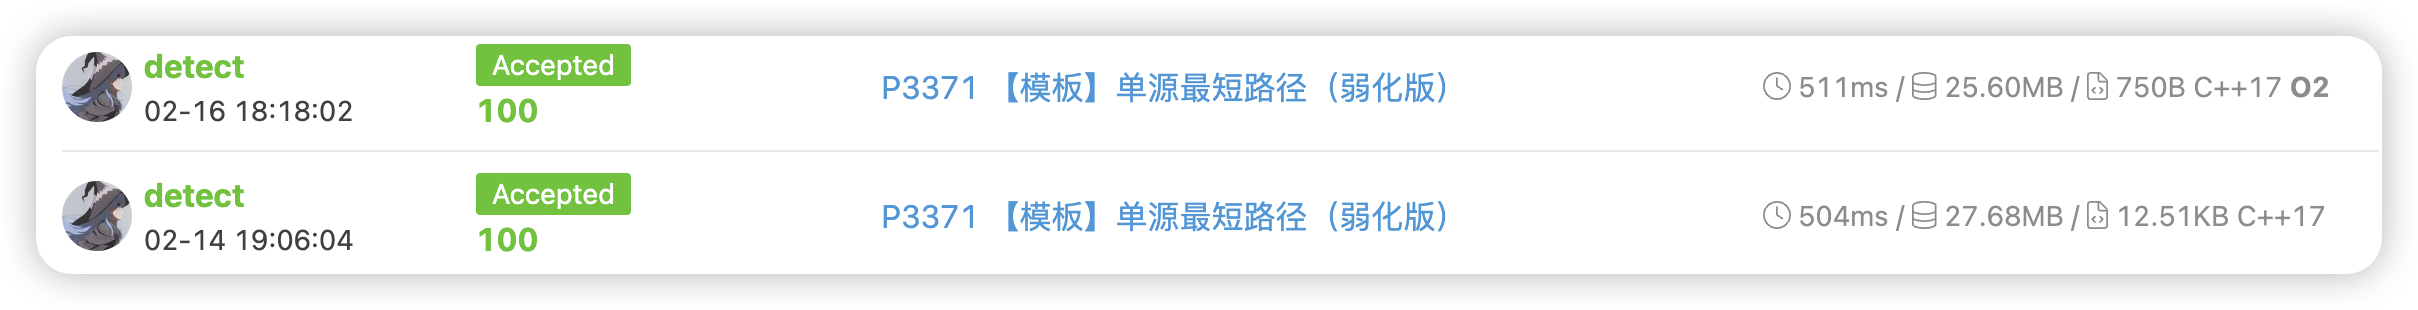 detect
Accepted
02-16 18:18:02
100
P3371 【模板】单源最短路径（弱化版）
511ms / 25.60MB / 750B C++17 O2
detect
Accepted
02-14 19:06:04
100
P3371 【模板】单源最短路径（弱化版）
504ms / 27.68MB / 12.51KB C++17